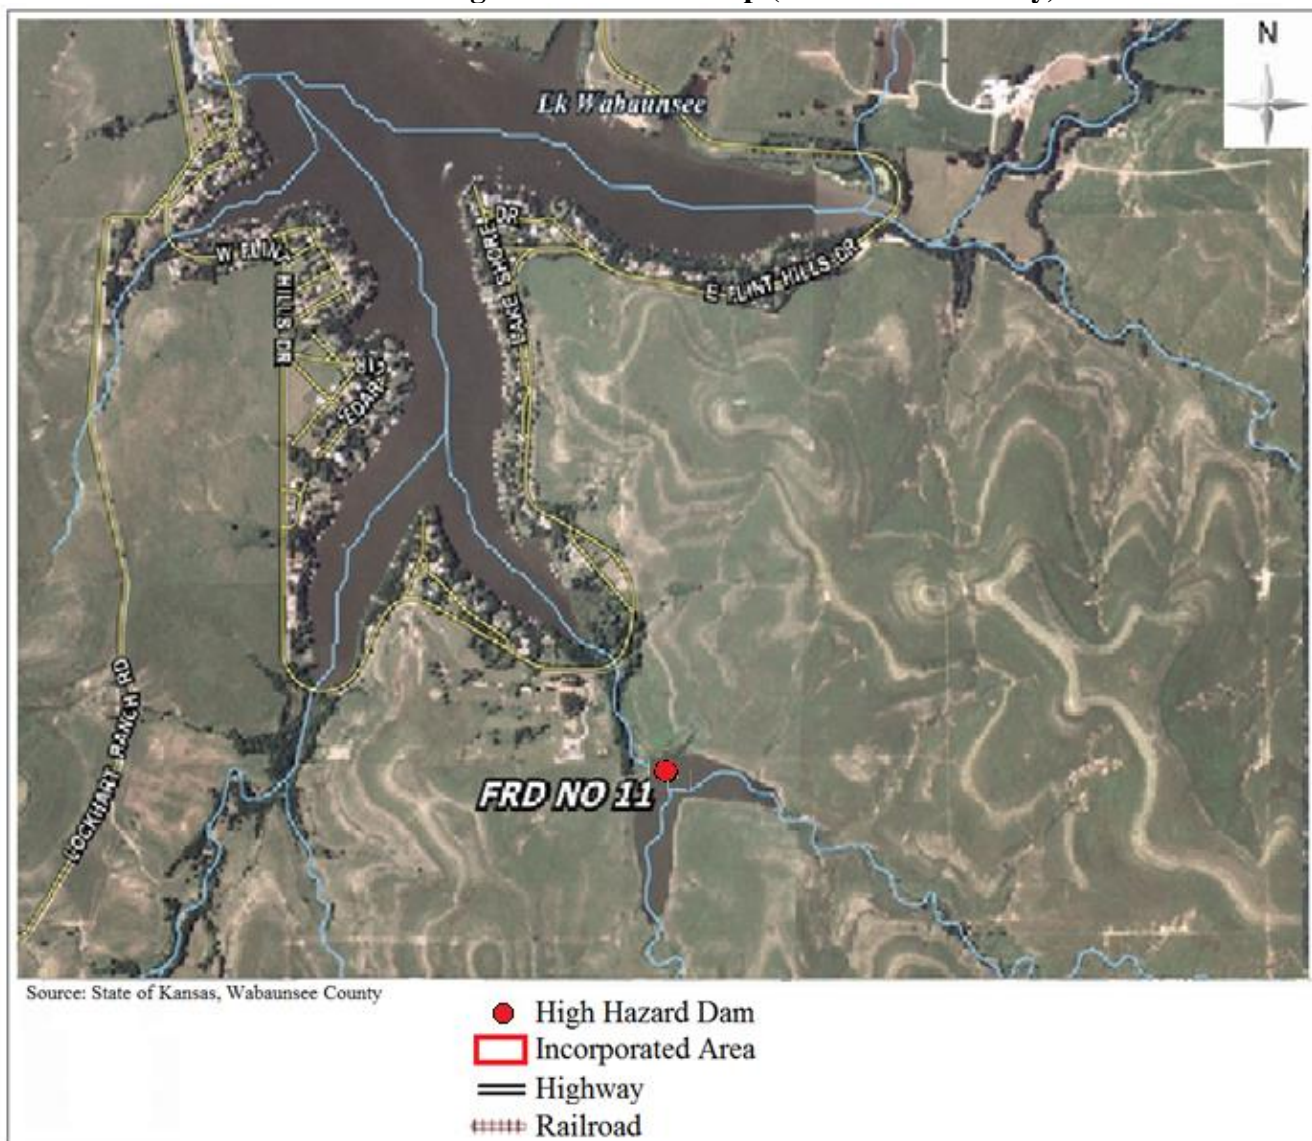 N
Lk Wabaunsee
DR
W FLINT
HILLS DR
LAKE SHORE
E FLINT HILLS DR
EDAR
LOCKHART RANCH RD
FRD NO 11
Source: State of Kansas, Wabaunsee County
High Hazard Dam
Incorporated Area
Highway
Railroad